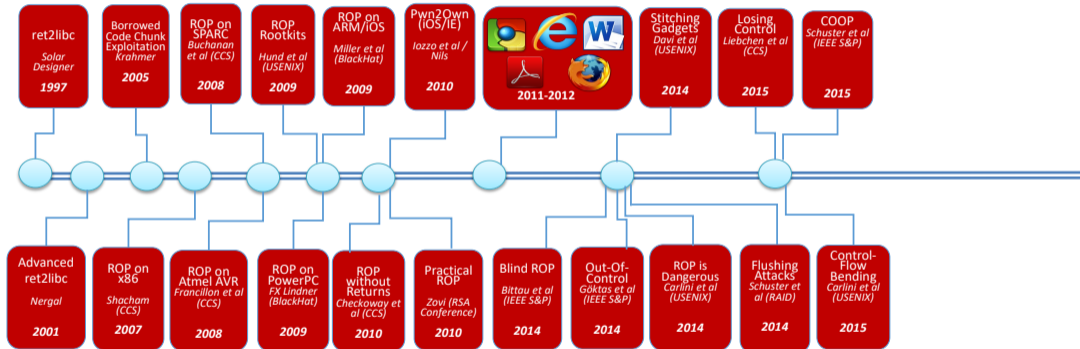 ret2libc
Solar
Designer
1997
Borrowed
Code Chunk
Exploitation
Krahmer
2005
ROP on
SPARC
Buchanan
et al (CCS)
2008
ROP
Rootkits
Hund et al
(USENIX)
2009
ROP on
ARM/iOS
Miller et al
(BlackHat)
2009
Pwn2Own
(iOS/IE)
Iozzo et al /
Nils
2010
W
2011-2012
Stitching
Gadgets
Davi et al
(USENIX)
2014
Losing
Control
Liebchen et al
(CCS)
2015
COOP
Schuster et al
(IEEE S&P)
2015
Advanced
ret2libc
Nergal
2001
ROP on
x86
Shacham
(CCS)
2007
ROP on
Atmel AVR
Francillon et al
(CCS)
2008
ROP on
PowerPC
FX Lindner
(BlackHat)
2009
ROP
without
Returns
Checkoway et
al (CCS)
2010
Practical
ROP
Zovi (RSA
Conference)
2010
Blind ROP
Bittau et al
(IEEE S&P)
2014
Out-Of-
Control
Göktas et al
(IEEE S&P)
2014
ROP is
Dangerous
Carlini et al
(USENIX)
2014
Flushing
Attacks
Schuster et
al (RAID)
2014
Control-
Flow
Bending
Carlini et al
(USENIX)
2015